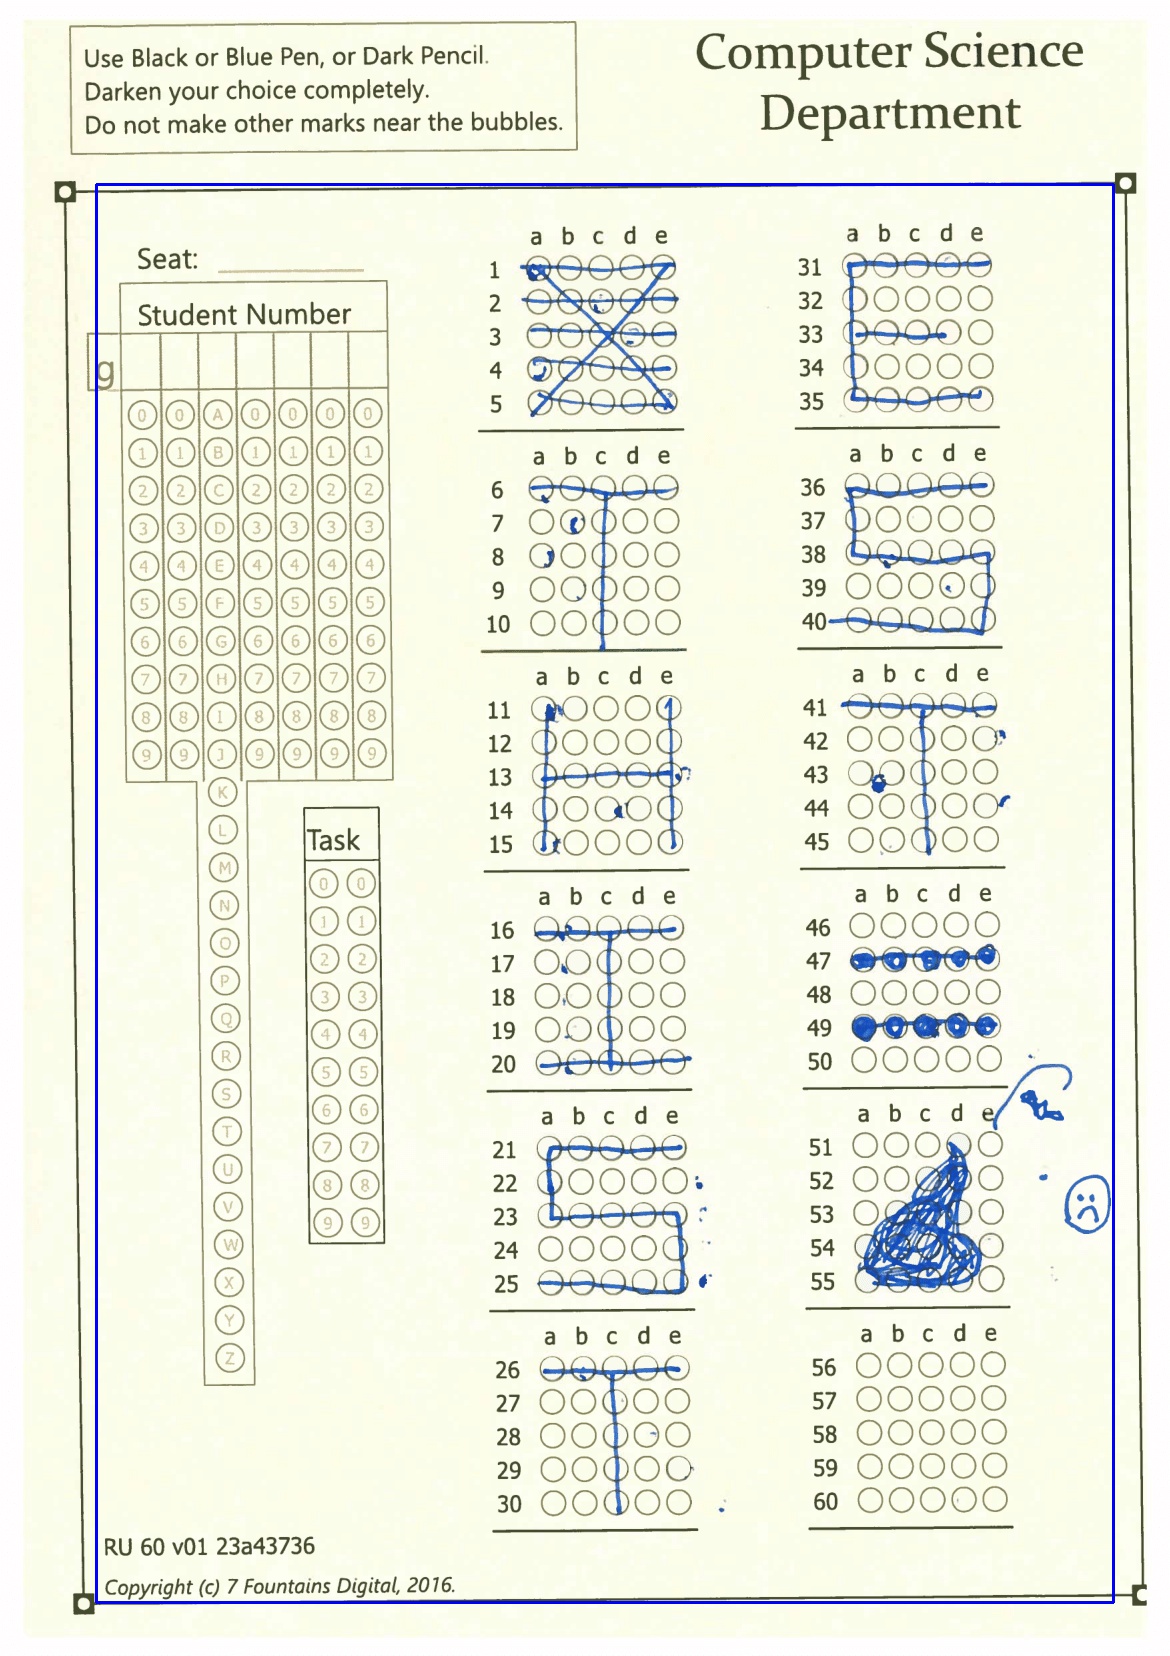 Use Black or Blue Pen, or Dark Pencil.
Darken your choice completely.
Do not make other marks near the bubbles.
Computer Science
Department
Seat:
Student Number
g
0 0 A 0 0 0 0
1 1 B 1 1 1 1
2 2 C 2 2 2 2
3 3 D 3 3 3 3
4 4 E 4 4 4 4
5 5 F 5 5 5 5
6 6 G 6 6 6 6
7 7 H 7 7 7 7
8 8 I 8 8 8 8
9 9 J 9 9 9 9
K
L
M
N
O
P
Q
R
S
T
U
V
W
X
Y
Z
Task
0 0
1 1
2 2
3 3
4 4
5 5
6 6
7 7
8 8
9 9
a b c d e
1
2
3
4
5
a b c d e
6
7
8
9
10
a b c d e
11
12
13
14
15
a b c d e
16
17
18
19
20
a b c d e
21
22
23
24
25
a b c d e
26
27
28
29
30
a b c d e
31
32
33
34
35
a b c d e
36
37
38
39
40
a b c d e
41
42
43
44
45
a b c d e
46
47
48
49
50
a b c d e
51
52
53
54
55
a b c d e
56
57
58
59
60
RU 60 v01 23a43736
Copyright (c) 7 Fountains Digital, 2016.